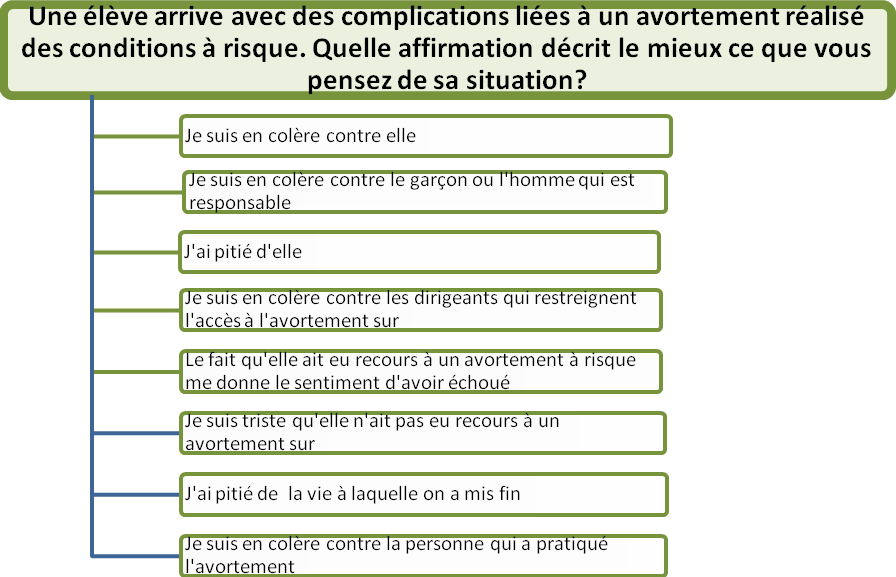 Une élève arrive avec des complications liées à un avortement réalisé
des conditions à risque. Quelle affirmation décrit le mieux ce que vous
pensez de sa situation?
Je suis en colère contre elle
Je suis en colère contre le garçon ou l'homme qui est
responsable
J'ai pitié d'elle
Je suis en colère contre les dirigeants qui restreignent
l'accès à l'avortement sur
Le fait qu'elle ait eu recours à un avortement à risque
me donne le sentiment d'avoir échoué
Je suis triste qu'elle n'ait pas eu recours à un
avortement sur
J'ai pitié de la vie à laquelle on a mis fin
Je suis en colère contre la personne qui a pratiqué
l'avortement